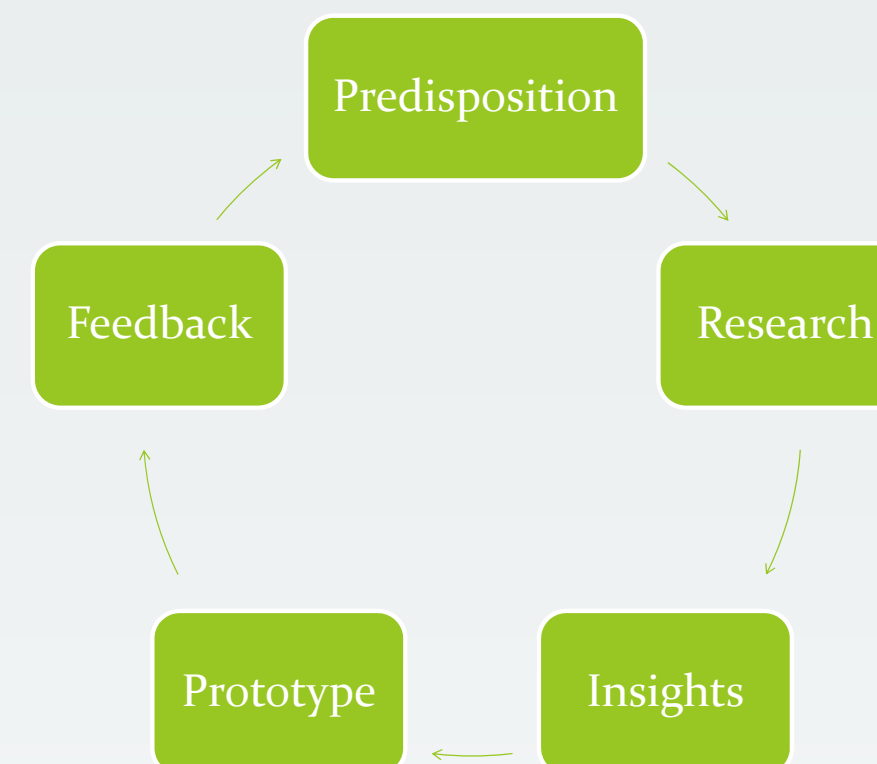 Predisposition
Feedback
Research
Prototype
Insights